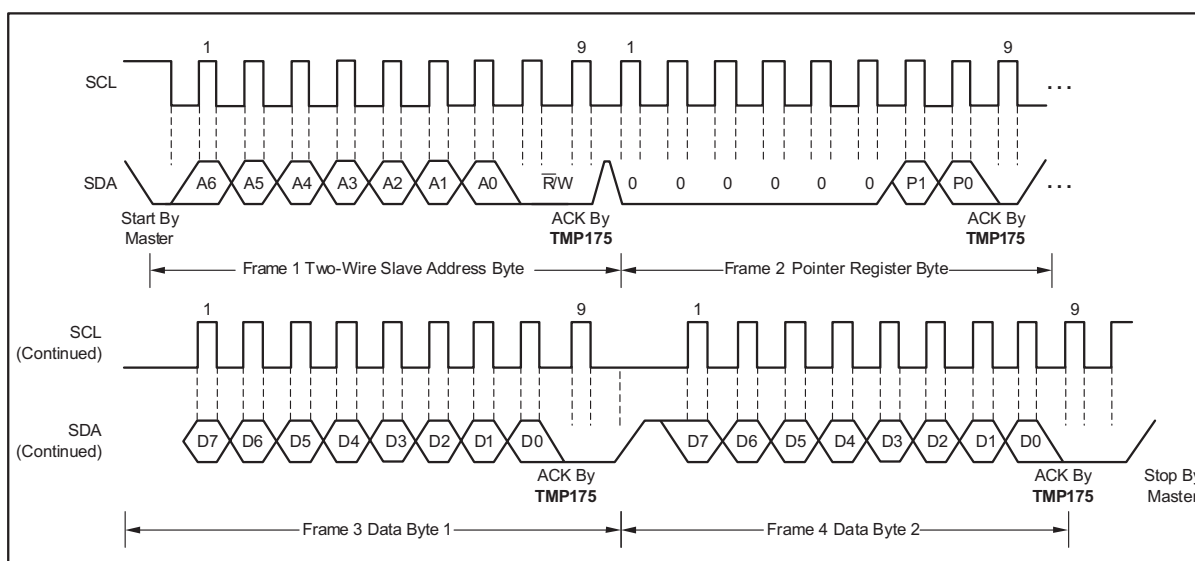 1 9 1 9
SCL ...
SDA A6 A5 A4 A3 A2 A1 A0 R̅/W 0 0 0 0 0 0 P1 P0 ...
Start By ACK By ACK By
Master TMP175 TMP175
Frame 1 Two-Wire Slave Address Byte Frame 2 Pointer Register Byte
1 9 1 9
SCL
(Continued)
SDA
(Continued)
D7 D6 D5 D4 D3 D2 D1 D0 D7 D6 D5 D4 D3 D2 D1 D0
ACK By ACK By Stop By
TMP175 TMP175 Master
Frame 3 Data Byte 1 Frame 4 Data Byte 2